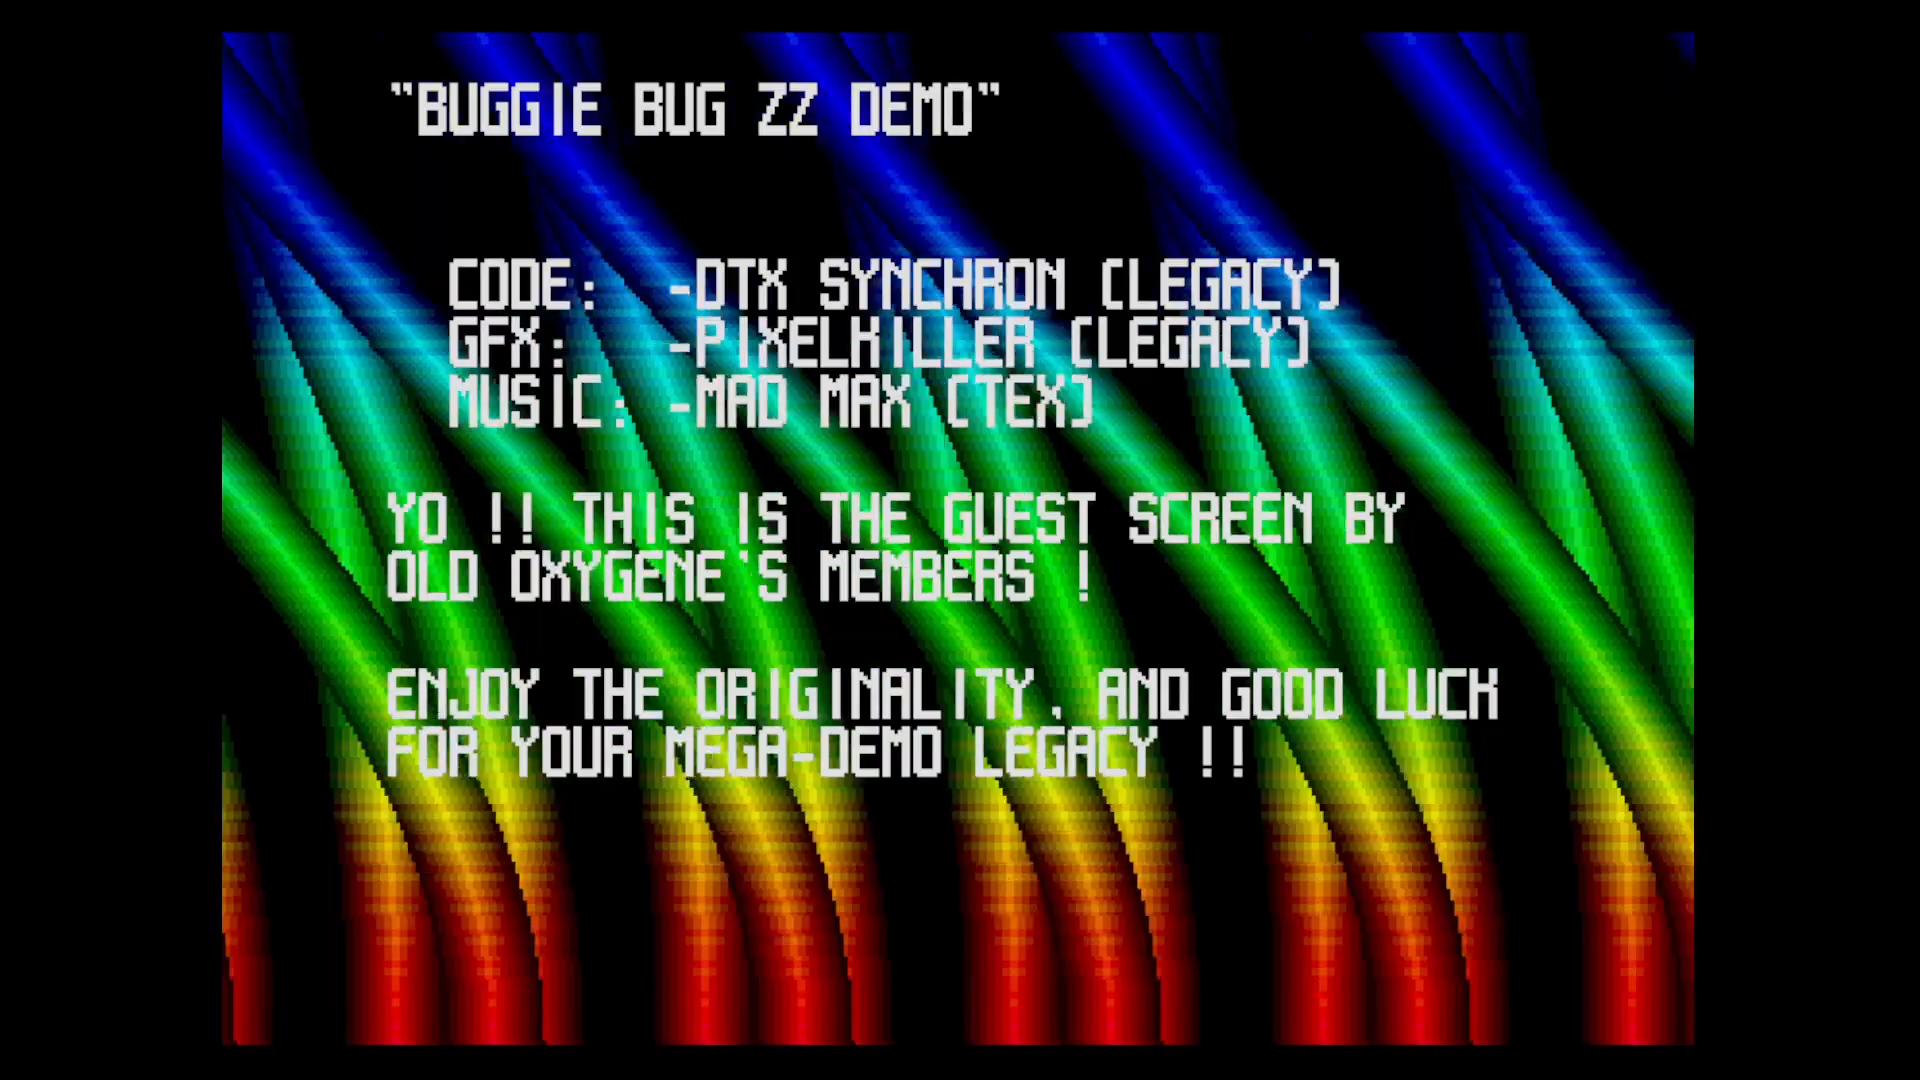 "BUGGIE BUG ZZ DEMO"
CODE: -DTX SYNCHRON (LEGACY)
GFX: -PIXELKILLER (LEGACY)
MUSIC: -MAD MAX (TEX)
YO !! THIS IS THE GUEST SCREEN BY
OLD OXYGENE'S MEMBERS !
ENJOY THE ORIGINALITY, AND GOOD LUCK
FOR YOUR MEGA-DEMO LEGACY !!